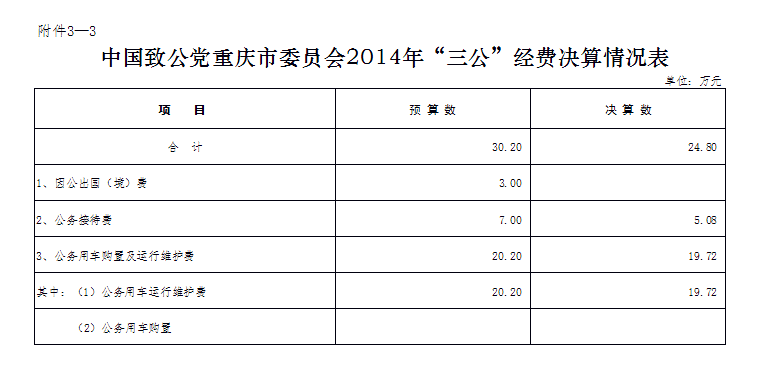 附件3—3
中国致公党重庆市委员会2014年“三公”经费决算情况表
单位：万元
项 目 预算数 决算数
合 计 30.20 24.80
1、因公出国（境）费 3.00
2、公务接待费 7.00 5.08
3、公务用车购置及运行维护费 20.20 19.72
其中：（1）公务用车运行维护费 20.20 19.72
（2）公务用车购置